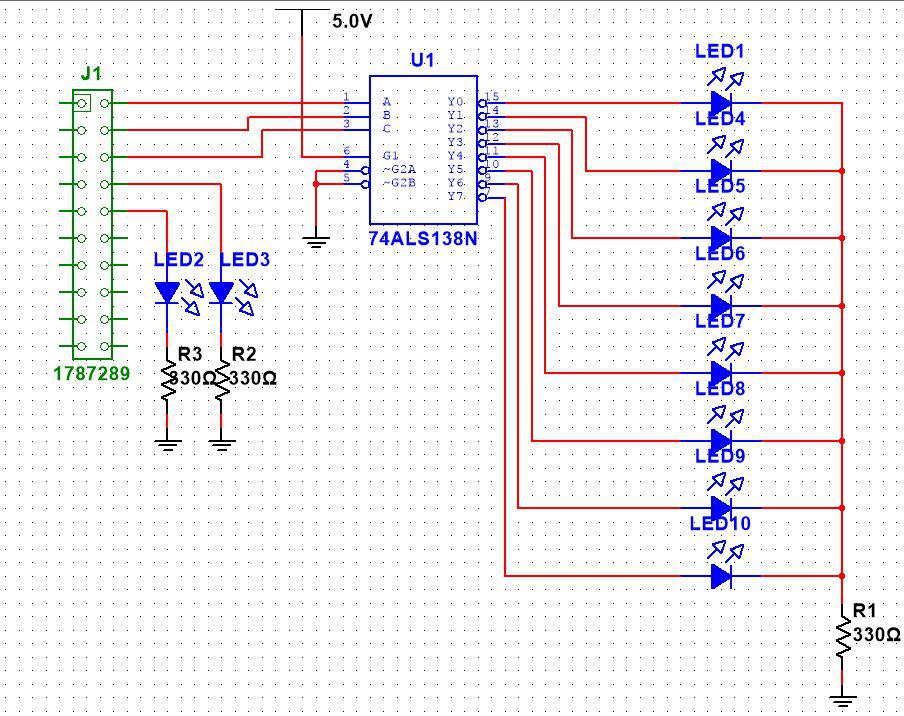 5.0V
J1
U1
LED1
1
A
Y0
15
2
B
Y1
14
3
C
Y2
13
Y3
12
6
G1
Y4
11
4
~G2A
Y5
10
5
~G2B
Y6
9
Y7
7
74ALS138N
LED4
LED5
LED2
LED3
LED6
LED7
R3
R2
330Ω
330Ω
1787289
LED8
LED9
LED10
R1
330Ω